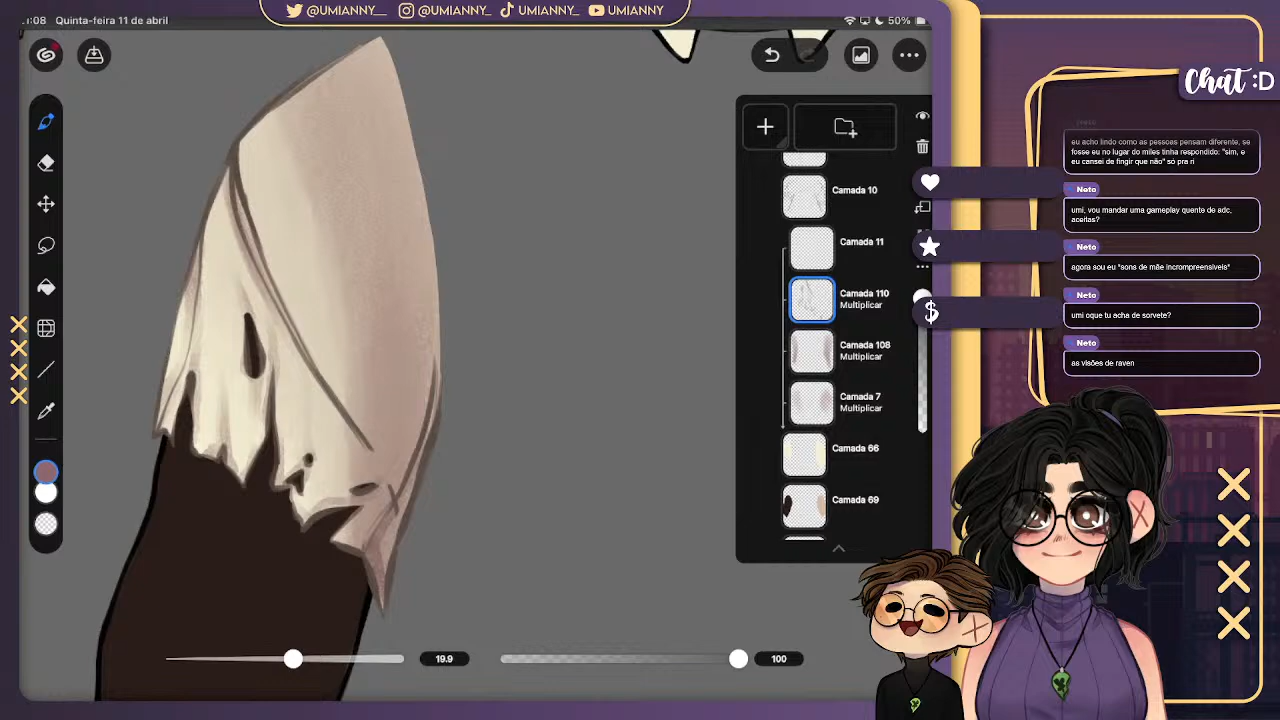 @UMIANNY__ @UMIANNY_ UMIANNY_ UMIANNY
:08 Quinta-feira 11 de abril
50%
Chat :D
eu echo lindo como as pessoas pensam diferente, se
fosse eu no lugar do miles tinha respondido: "sim, e
eu cansei de fingir que não" só pra ri
Neto
umi, vou mandar uma gameplay quente de adc,
aceitas?
Neto
agora sou eu "sons de mãe incrompreensiveis"
Neto
umi oque tu acha de sorvete?
Neto
as visões de raven
Camada 10
Camada 11
Camada 110
Multiplicar
Camada 108
Multiplicar
Camada 7
Multiplicar
Camada 66
Camada 69
19.9
100